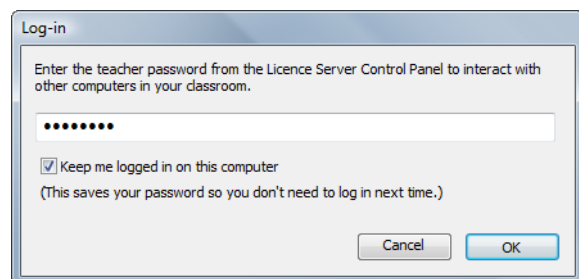 Log-in
Enter the teacher password from the Licence Server Control Panel to interact with
other computers in your classroom.
••••••••
Keep me logged in on this computer
(This saves your password so you don't need to log in next time.)
Cancel OK